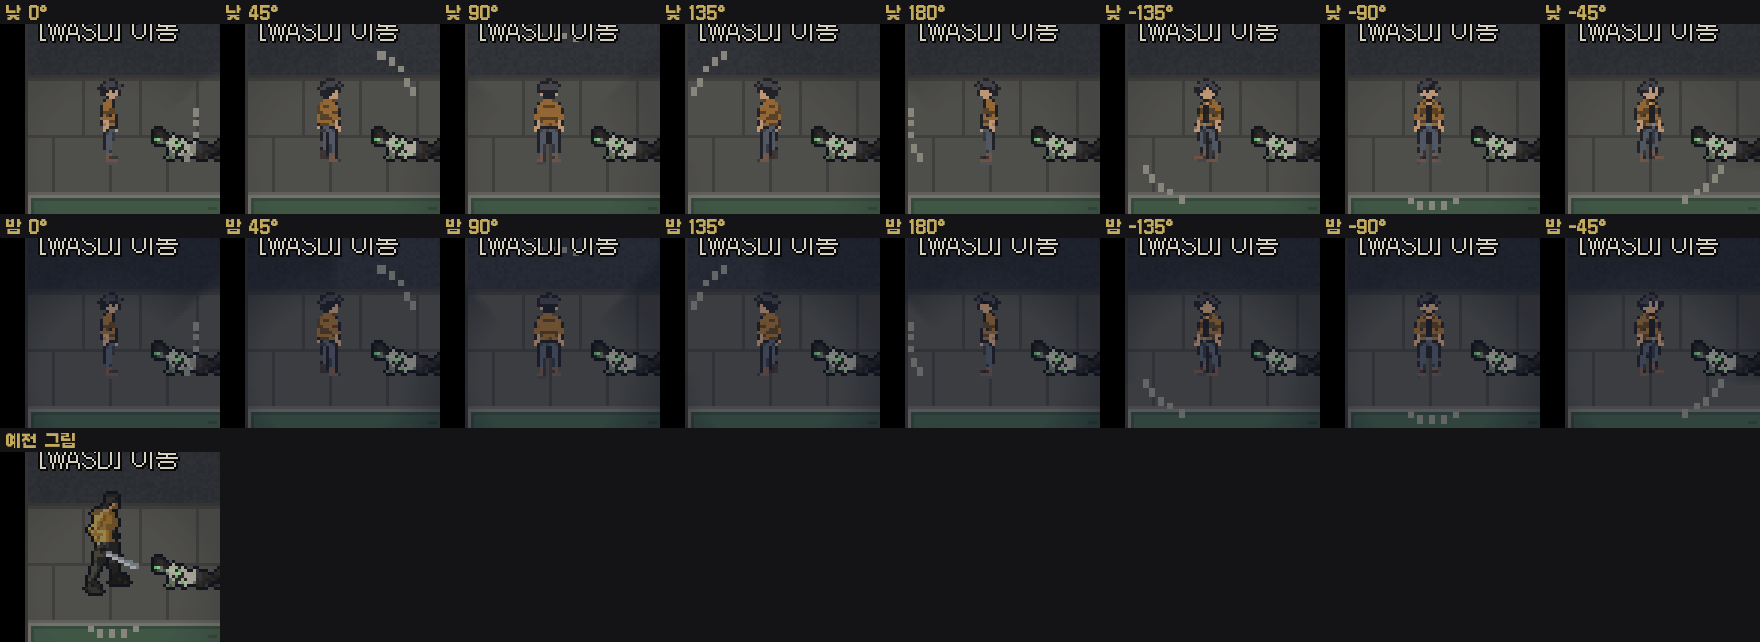 낮 0° 낮 45° 낮 90° 낮 135° 낮 180° 낮 -135° 낮 -90° 낮 -45°
[WASD] 이동 [WASD] 이동 [WASD] 이동 [WASD] 이동 [WASD] 이동 [WASD] 이동 [WASD] 이동 [WASD] 이동
밤 0° 밤 45° 밤 90° 밤 135° 밤 180° 밤 -135° 밤 -90° 밤 -45°
[WASD] 이동 [WASD] 이동 [WASD] 이동 [WASD] 이동 [WASD] 이동 [WASD] 이동 [WASD] 이동 [WASD] 이동
예전 그림
[WASD] 이동